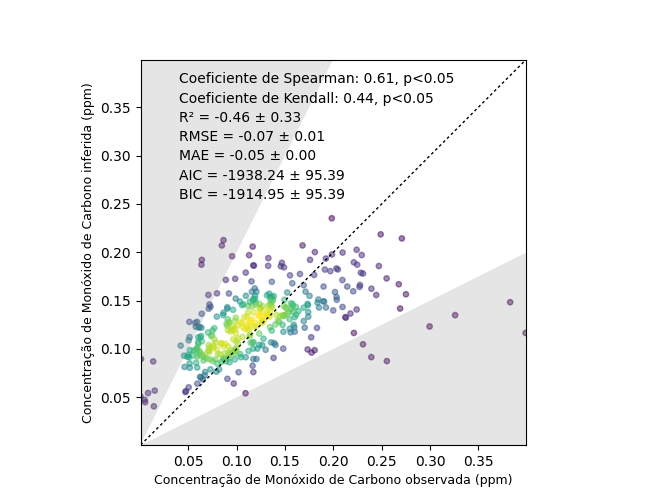 Coeficiente de Spearman: 0.61, p<0.05
Coeficiente de Kendall: 0.44, p<0.05
R² = -0.46 ± 0.33
RMSE = -0.07 ± 0.01
MAE = -0.05 ± 0.00
AIC = -1938.24 ± 95.39
BIC = -1914.95 ± 95.39
Concentração de Monóxido de Carbono inferida (ppm)
0.35
0.30
0.25
0.20
0.15
0.10
0.05
0.05 0.10 0.15 0.20 0.25 0.30 0.35
Concentração de Monóxido de Carbono observada (ppm)